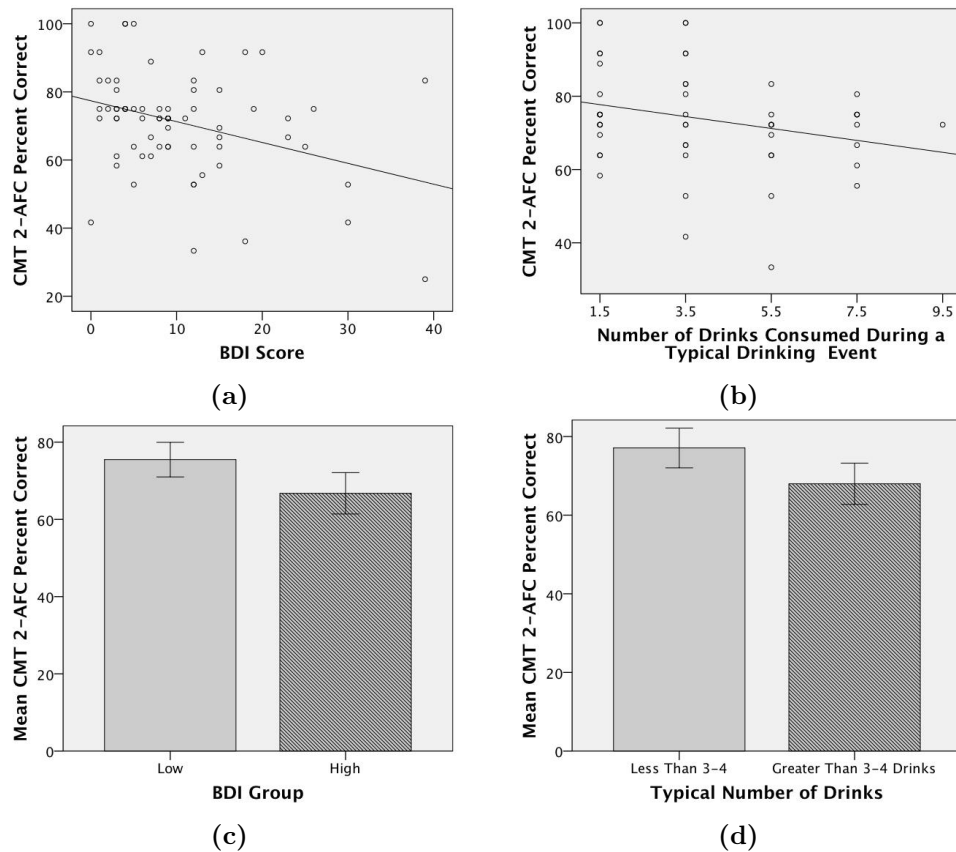 CMT 2-AFC Percent Correct
100
80
60
40
20
0
10
20
30
40
BDI Score
(a)
CMT 2-AFC Percent Correct
100
80
60
40
1.5
3.5
5.5
7.5
9.5
Number of Drinks Consumed During a
Typical Drinking Event
(b)
Mean CMT 2-AFC Percent Correct
80
60
40
20
0
Low
High
BDI Group
(c)
Mean CMT 2-AFC Percent Correct
80
60
40
20
0
Less Than 3-4
Greater Than 3-4 Drinks
Typical Number of Drinks
(d)